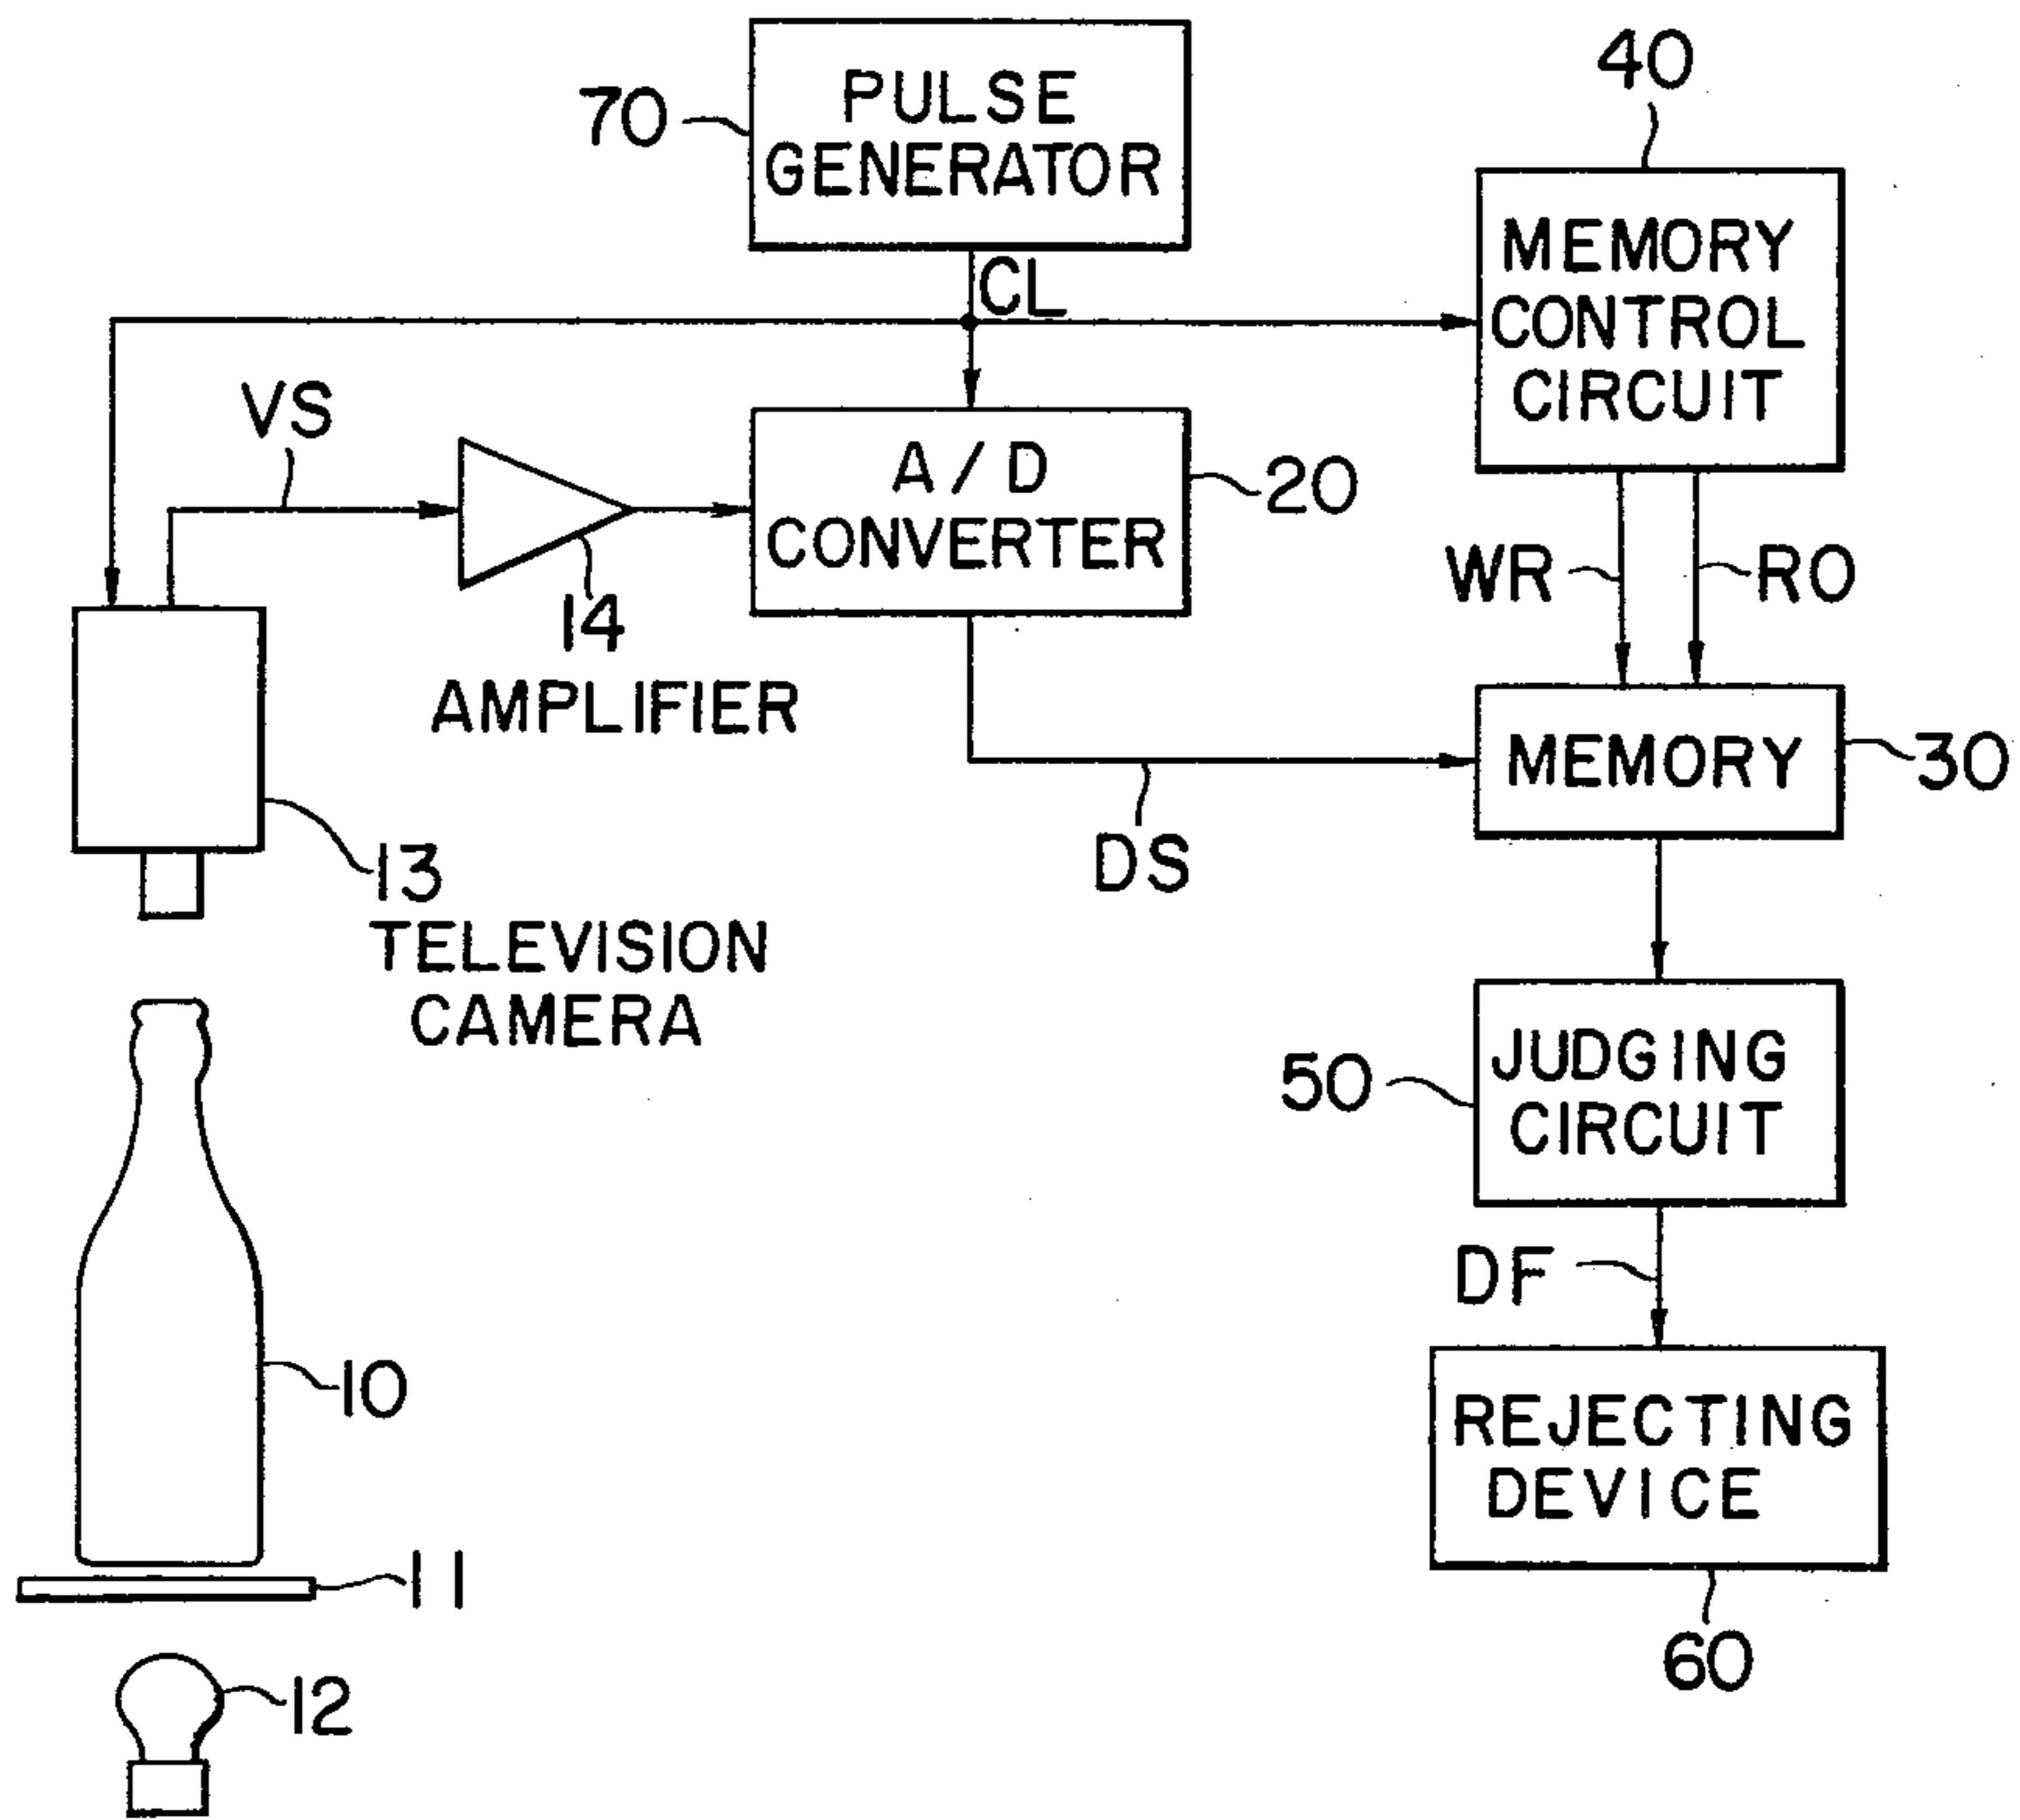 PULSE
GENERATOR
70
40
CL
MEMORY
CONTROL
CIRCUIT
VS
A/D
CONVERTER
20
14
AMPLIFIER
WR
RO
MEMORY
30
DS
13
TELEVISION
CAMERA
JUDGING
CIRCUIT
50
DF
10
REJECTING
DEVICE
11
60
12